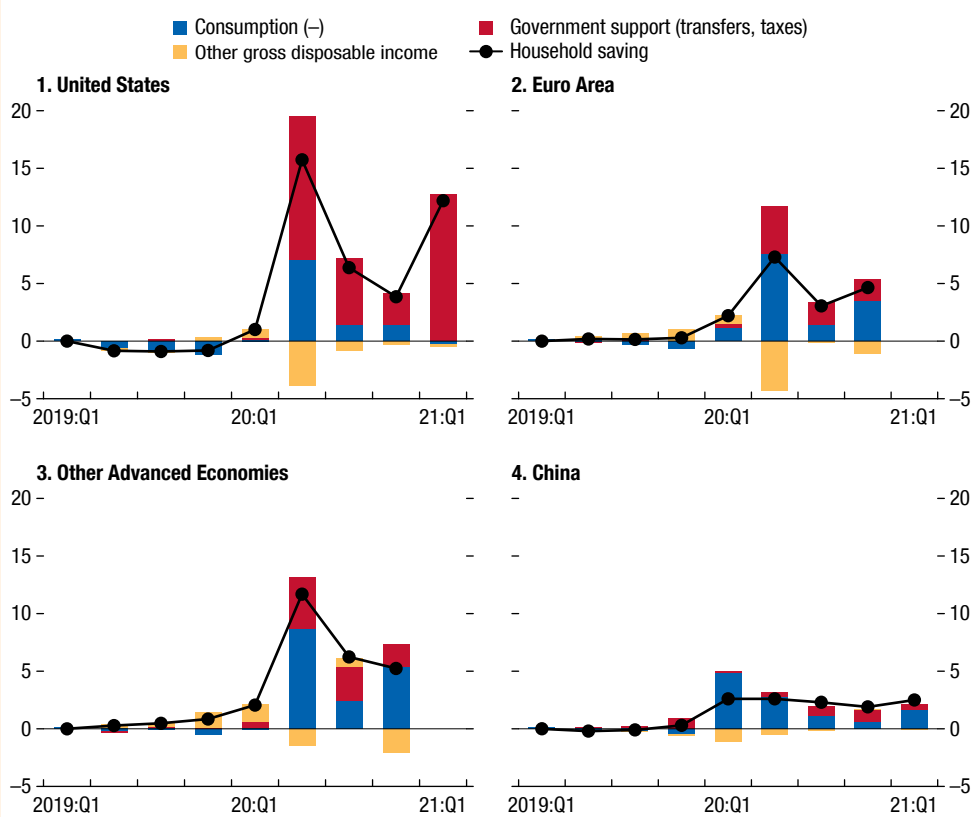 Consumption (–)
Government support (transfers, taxes)
Other gross disposable income
Household saving
1. United States
2. Euro Area
20
15
10
5
0
–5
20
15
10
5
0
–5
2019:Q1
20:Q1
21:Q1
2019:Q1
20:Q1
21:Q1
3. Other Advanced Economies
4. China
20
15
10
5
0
–5
20
15
10
5
0
–5
2019:Q1
20:Q1
21:Q1
2019:Q1
20:Q1
21:Q1